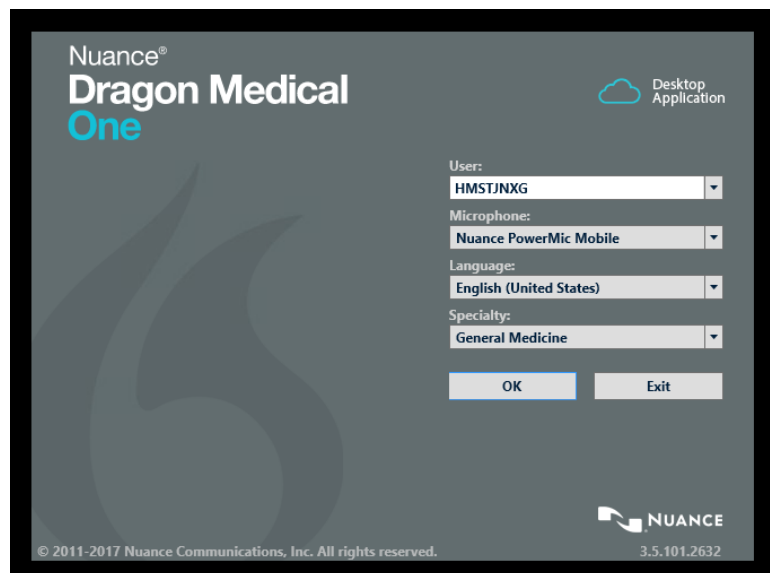 Nuance®
Dragon Medical
One
Desktop
Application
User:
HMSTJNXG
Microphone:
Nuance PowerMic Mobile
Language:
English (United States)
Specialty:
General Medicine
OK Exit
NUANCE
© 2011-2017 Nuance Communications, Inc. All rights reserved. 3.5.101.2632